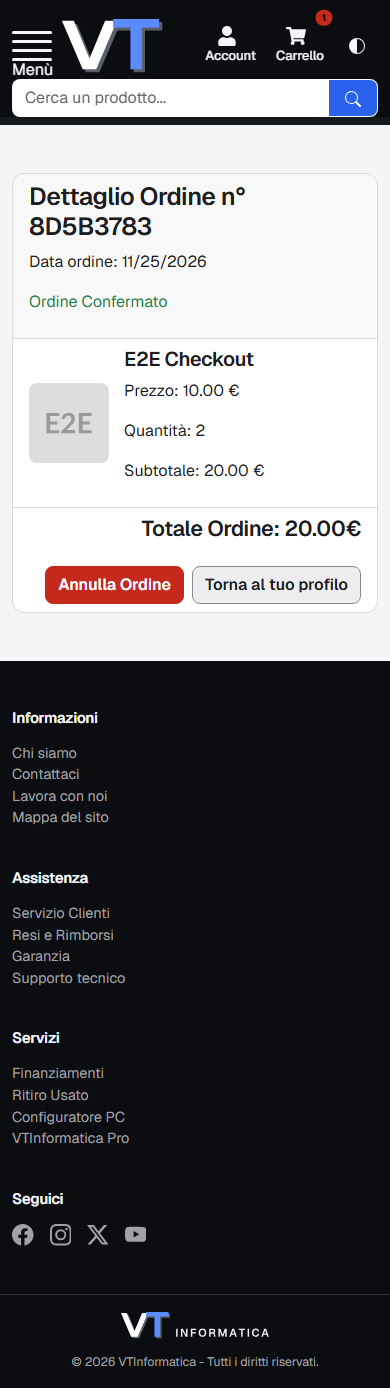 Menù
VT
Account
Carrello
1
Cerca un prodotto...
Dettaglio Ordine n°
8D5B3783
Data ordine: 11/25/2026
Ordine Confermato
E2E
E2E Checkout
Prezzo: 10.00 €
Quantità: 2
Subtotale: 20.00 €
Totale Ordine: 20.00€
Annulla Ordine
Torna al tuo profilo
Informazioni
Chi siamo
Contattaci
Lavora con noi
Mappa del sito
Assistenza
Servizio Clienti
Resi e Rimborsi
Garanzia
Supporto tecnico
Servizi
Finanziamenti
Ritiro Usato
Configuratore PC
VTInformatica Pro
Seguici
VT INFORMATICA
© 2026 VTInformatica - Tutti i diritti riservati.